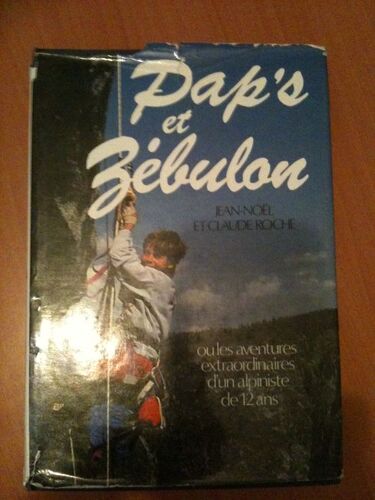 Pap's
et
Zébulon
JEAN-NOËL
ET CLAUDE ROCHE
ou les aventures
extraordinaires
d'un alpiniste
de 12 ans